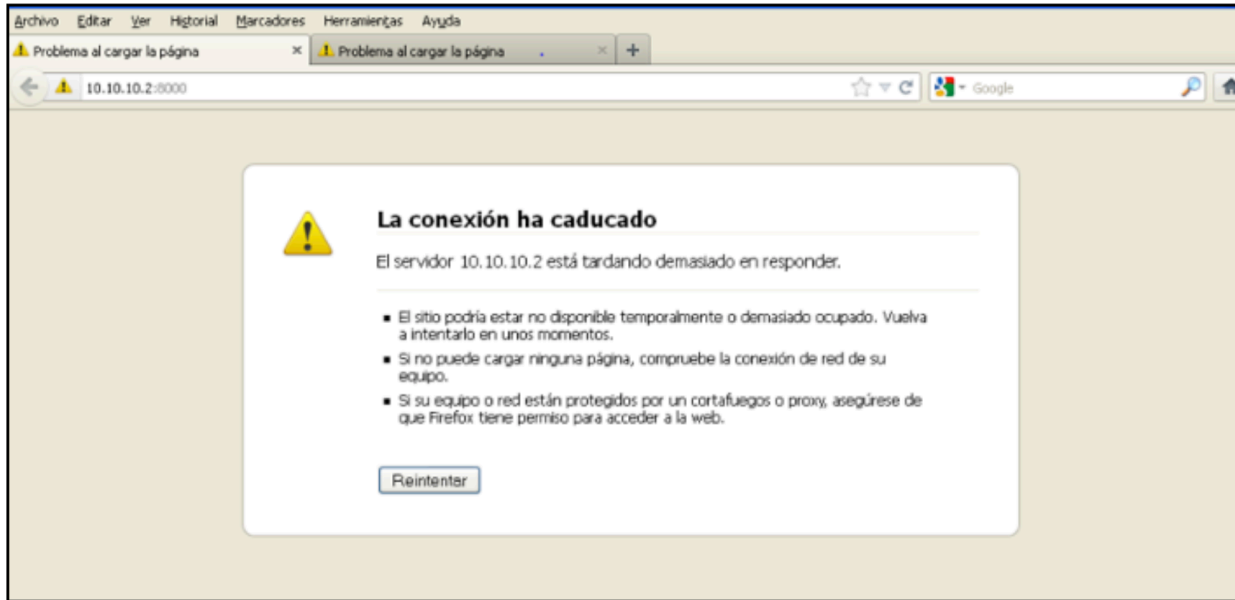 Archivo Editar Ver Historial Marcadores Herramientas Ayuda
Problema al cargar la página
Problema al cargar la página
10.10.10.2:8000
Google
La conexión ha caducado
El servidor 10.10.10.2 está tardando demasiado en responder.
El sitio podría estar no disponible temporalmente o demasiado ocupado. Vuelva
a intentarlo en unos momentos.
Si no puede cargar ninguna página, compruebe la conexión de red de su
equipo.
Si su equipo o red están protegidos por un cortafuegos o proxy, asegúrese de
que Firefox tiene permiso para acceder a la web.
Reintentar